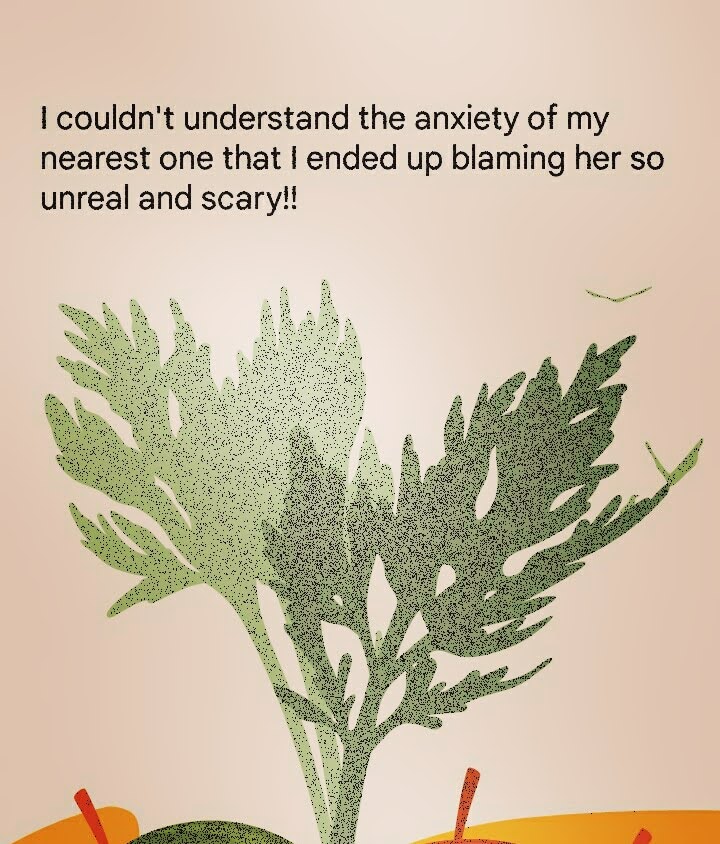 I couldn't understand the anxiety of my
nearest one that I ended up blaming her so
unreal and scary!!